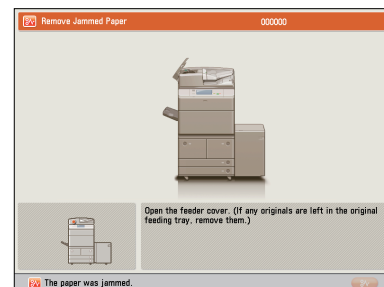 Remove Jammed Paper 000000
Open the feeder cover. (If any originals are left in the original
feeding tray, remove them.)
The paper was jammed.